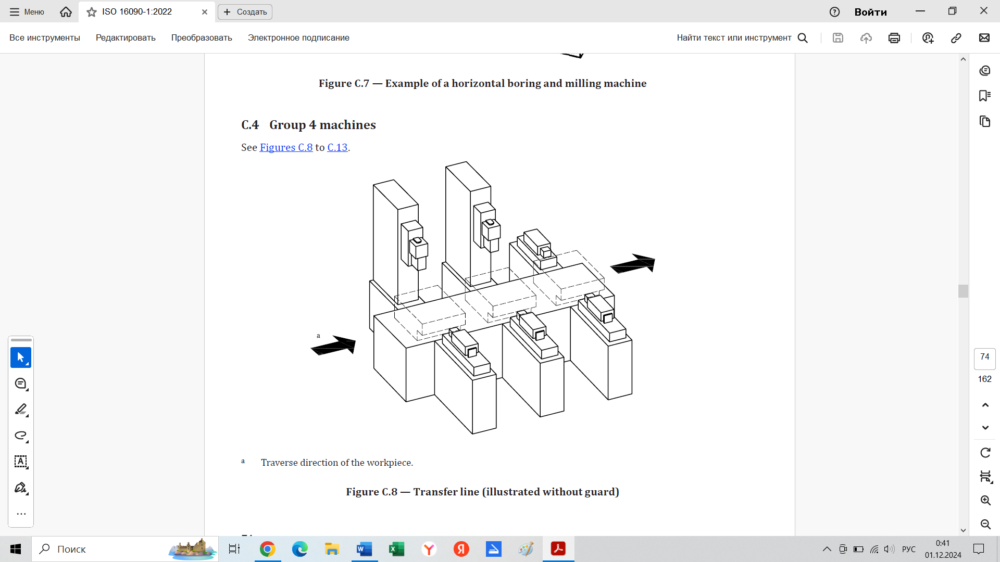 Меню
ISO 16090-1:2022
Создать
Войти
Все инструменты
Редактировать
Преобразовать
Электронное подписание
Найти текст или инструмент
Figure C.7 — Example of a horizontal boring and milling machine
C.4 Group 4 machines
See Figures C.8 to C.13.
a
a Traverse direction of the workpiece.
Figure C.8 — Transfer line (illustrated without guard)
74
162
Поиск
РУС
0:41
01.12.2024